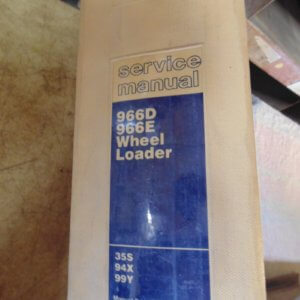 service
manual
966D
966E
Wheel
Loader
35S
94X
99Y